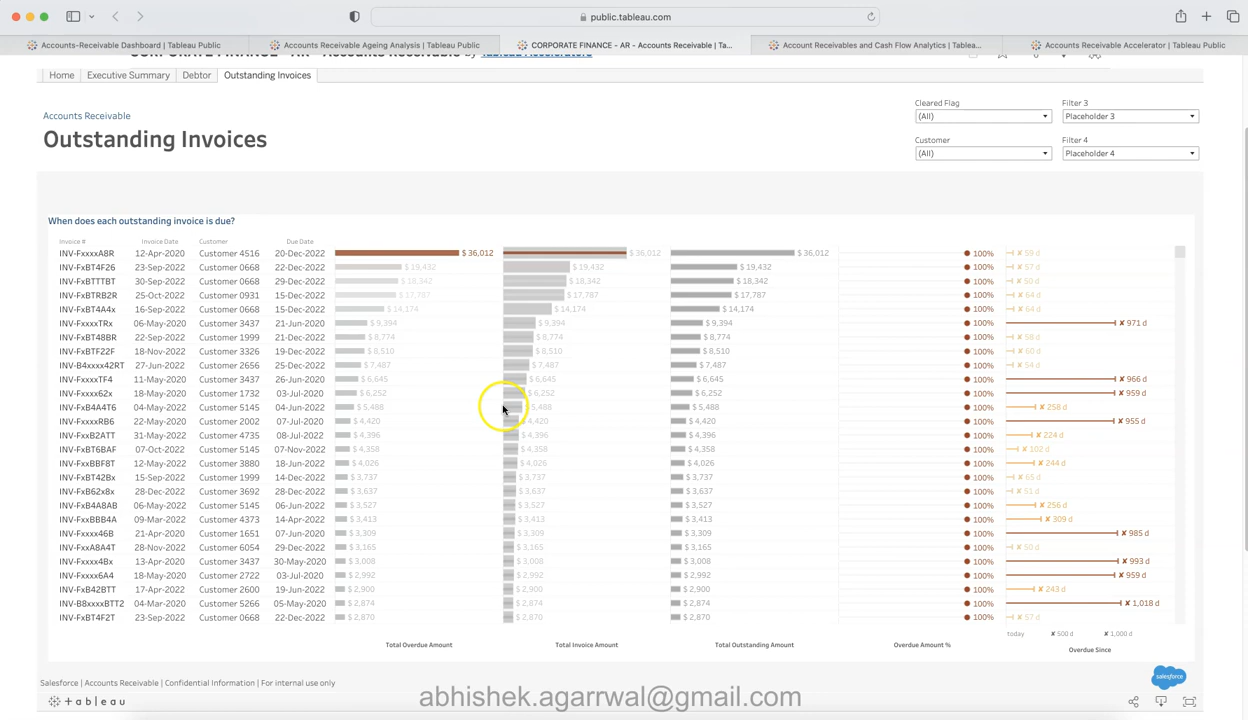 public.tableau.com
Accounts-Receivable Dashboard | Tableau Public
Accounts Receivable Ageing Analysis | Tableau Public
CORPORATE FINANCE - AR - Accounts Receivable | Ta...
Account Receivables and Cash Flow Analytics | Tablea...
Accounts Receivable Accelerator | Tableau Public
CORPORATE FINANCE - AR - Accounts Receivable by Tableau Accelerators
Home Executive Summary Debtor Outstanding Invoices
Accounts Receivable
Outstanding Invoices
Cleared Flag Filter 3
(All) Placeholder 3
Customer Filter 4
(All) Placeholder 4
When does each outstanding invoice is due?
Invoice # Invoice Date Customer Due Date
INV-FxxxxA8R 12-Apr-2020 Customer 4516 20-Dec-2022 $ 36,012 $ 36,012 $ 36,012 100% ✘ 59 d
INV-FxBT4F26 23-Sep-2022 Customer 0668 22-Dec-2022 $ 19,432 $ 19,432 $ 19,432 100% ✘ 57 d
INV-FxBTTTBT 30-Sep-2022 Customer 0668 29-Dec-2022 $ 18,342 $ 18,342 $ 18,342 100% ✘ 50 d
INV-FxBTRB2R 25-Oct-2022 Customer 0931 15-Dec-2022 $ 17,787 $ 17,787 $ 17,787 100% ✘ 64 d
INV-FxBT4A4x 16-Sep-2022 Customer 0668 15-Dec-2022 $ 14,174 $ 14,174 $ 14,174 100% ✘ 64 d
INV-FxxxxTRx 06-May-2020 Customer 3437 21-Jun-2020 $ 9,394 $ 9,394 $ 9,394 100% ✘ 971 d
INV-FxBT48BR 22-Sep-2022 Customer 1999 21-Dec-2022 $ 8,774 $ 8,774 $ 8,774 100% ✘ 58 d
INV-FxBTF22F 18-Nov-2022 Customer 3326 19-Dec-2022 $ 8,510 $ 8,510 $ 8,510 100% ✘ 60 d
INV-B4xxxx42RT 27-Jun-2022 Customer 2656 25-Dec-2022 $ 7,487 $ 7,487 $ 7,487 100% ✘ 54 d
INV-FxxxxTF4 11-May-2020 Customer 3437 26-Jun-2020 $ 6,645 $ 6,645 $ 6,645 100% ✘ 966 d
INV-Fxxxx62x 18-May-2020 Customer 1732 03-Jul-2020 $ 6,252 $ 6,252 $ 6,252 100% ✘ 959 d
INV-FxB4A4T6 04-May-2022 Customer 5145 04-Jun-2022 $ 5,488 5,488 $ 5,488 100% ✘ 258 d
INV-FxxxxRB6 22-May-2020 Customer 2002 07-Jul-2020 $ 4,420 4,420 $ 4,420 100% ✘ 955 d
INV-FxxB2ATT 31-May-2022 Customer 4735 08-Jul-2022 $ 4,396 $ 4,396 $ 4,396 100% ✘ 224 d
INV-FxBT6BAF 07-Oct-2022 Customer 5145 07-Nov-2022 $ 4,358 $ 4,358 $ 4,358 100% ✘ 102 d
INV-FxxBBF8T 12-May-2022 Customer 3880 18-Jun-2022 $ 4,026 $ 4,026 $ 4,026 100% ✘ 244 d
INV-FxBT42Bx 15-Sep-2022 Customer 1999 14-Dec-2022 $ 3,737 $ 3,737 $ 3,737 100% ✘ 65 d
INV-FxB62x8x 28-Dec-2022 Customer 3692 28-Dec-2022 $ 3,637 $ 3,637 $ 3,637 100% ✘ 51 d
INV-FxB4A8AB 06-May-2022 Customer 5145 06-Jun-2022 $ 3,527 $ 3,527 $ 3,527 100% ✘ 256 d
INV-FxxBBB4A 09-Mar-2022 Customer 4373 14-Apr-2022 $ 3,413 $ 3,413 $ 3,413 100% ✘ 309 d
INV-Fxxxx46B 21-Apr-2020 Customer 1651 07-Jun-2020 $ 3,309 $ 3,309 $ 3,309 100% ✘ 985 d
INV-FxxA8A4T 28-Nov-2022 Customer 6054 29-Dec-2022 $ 3,165 $ 3,165 $ 3,165 100% ✘ 50 d
INV-Fxxxx4Bx 13-Apr-2020 Customer 3437 30-May-2020 $ 3,008 $ 3,008 $ 3,008 100% ✘ 993 d
INV-Fxxxx6A4 18-May-2020 Customer 2722 03-Jul-2020 $ 2,992 $ 2,992 $ 2,992 100% ✘ 959 d
INV-FxB42BTT 17-Apr-2022 Customer 2600 19-Jun-2022 $ 2,900 $ 2,900 $ 2,900 100% ✘ 243 d
INV-B8xxxxBTT2 04-Mar-2020 Customer 5266 05-May-2020 $ 2,874 $ 2,874 $ 2,874 100% ✘ 1,018 d
INV-FxBT4F2T 23-Sep-2022 Customer 0668 22-Dec-2022 $ 2,870 $ 2,870 $ 2,870 100% ✘ 57 d
today ✘ 500 d ✘ 1,000 d
Total Overdue Amount Total Invoice Amount Total Outstanding Amount Overdue Amount % Overdue Since
Salesforce | Accounts Receivable | Confidential Information | For internal use only
salesforce
+ableau
abhishek.agarrwal@gmail.com